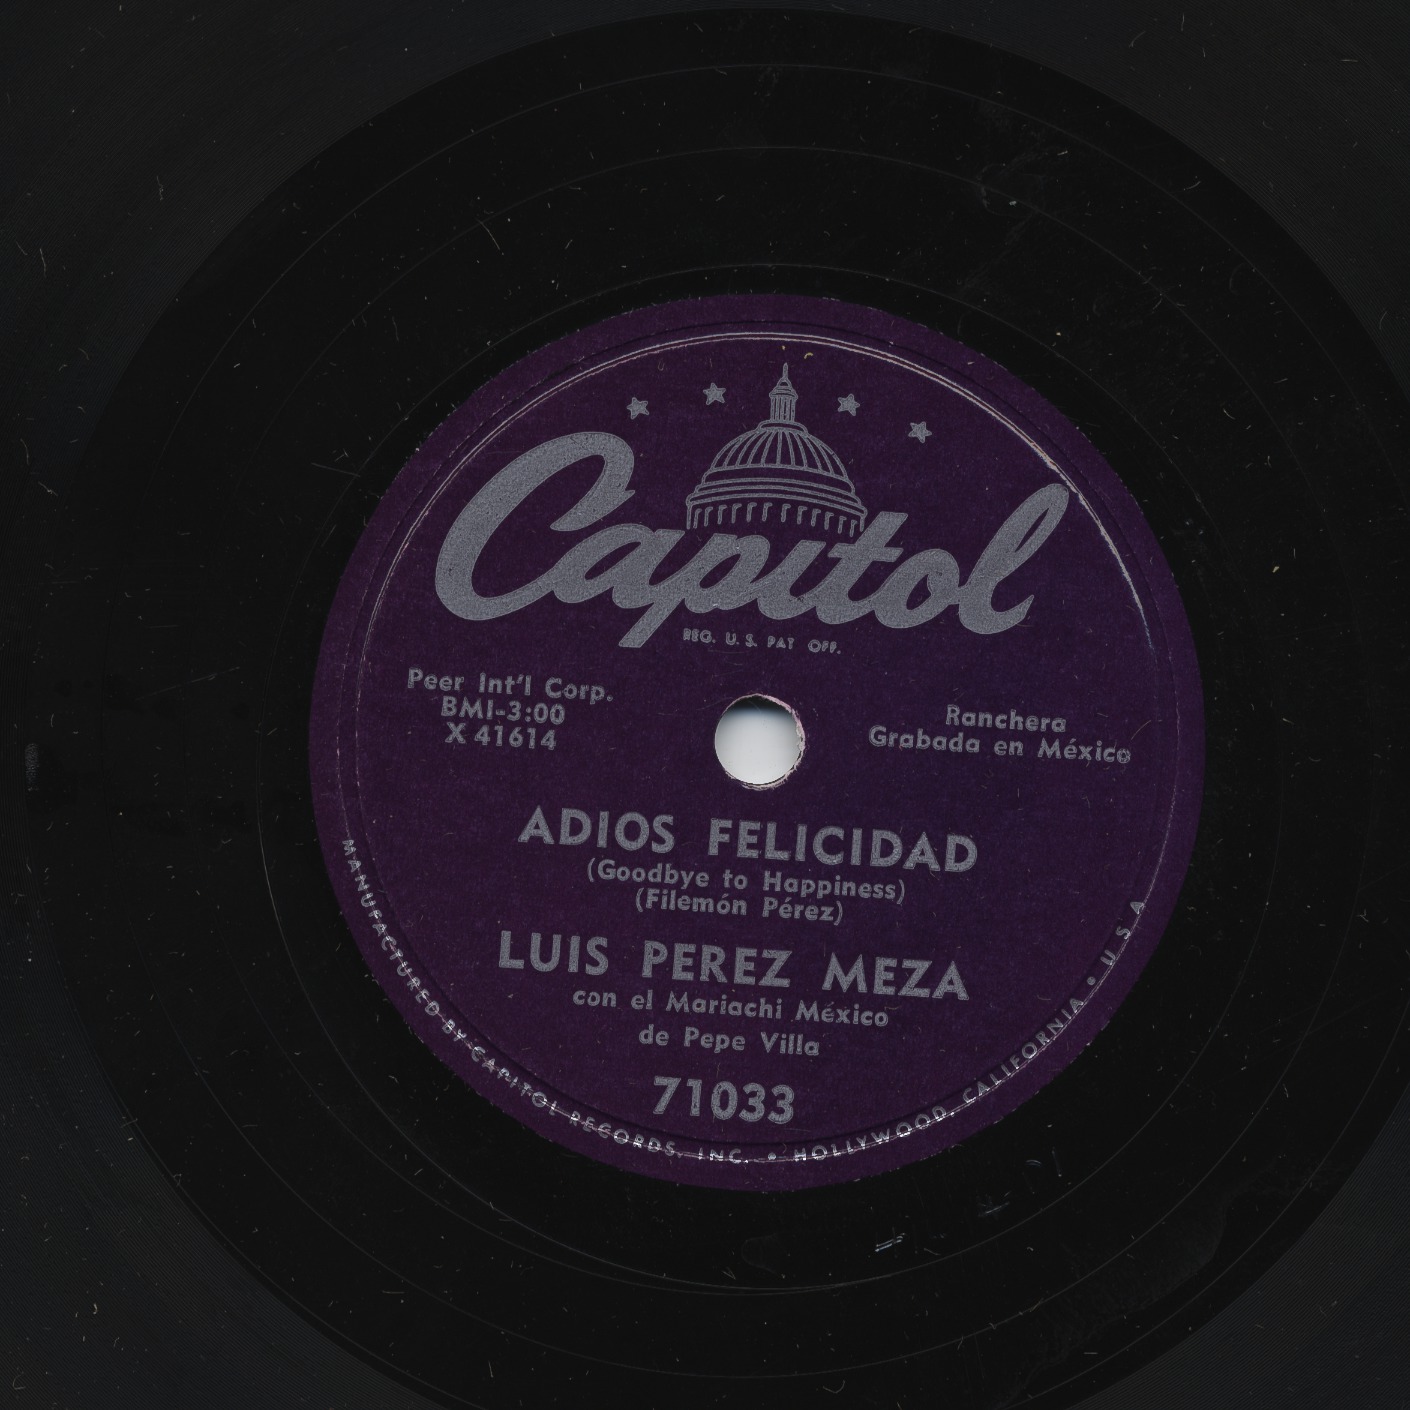 Capitol
REG. U. S. PAT. OFF.
Peer Int'l Corp.
BMI-3:00
X 41614
Ranchera
Grabada en México
ADIOS FELICIDAD
(Goodbye to Happiness)
(Filemón Pérez)
LUIS PEREZ MEZA
con el Mariachi México
de Pepe Villa
71033
MANUFACTURED BY CAPITOL RECORDS, INC. • HOLLYWOOD, CALIFORNIA • U. S. A